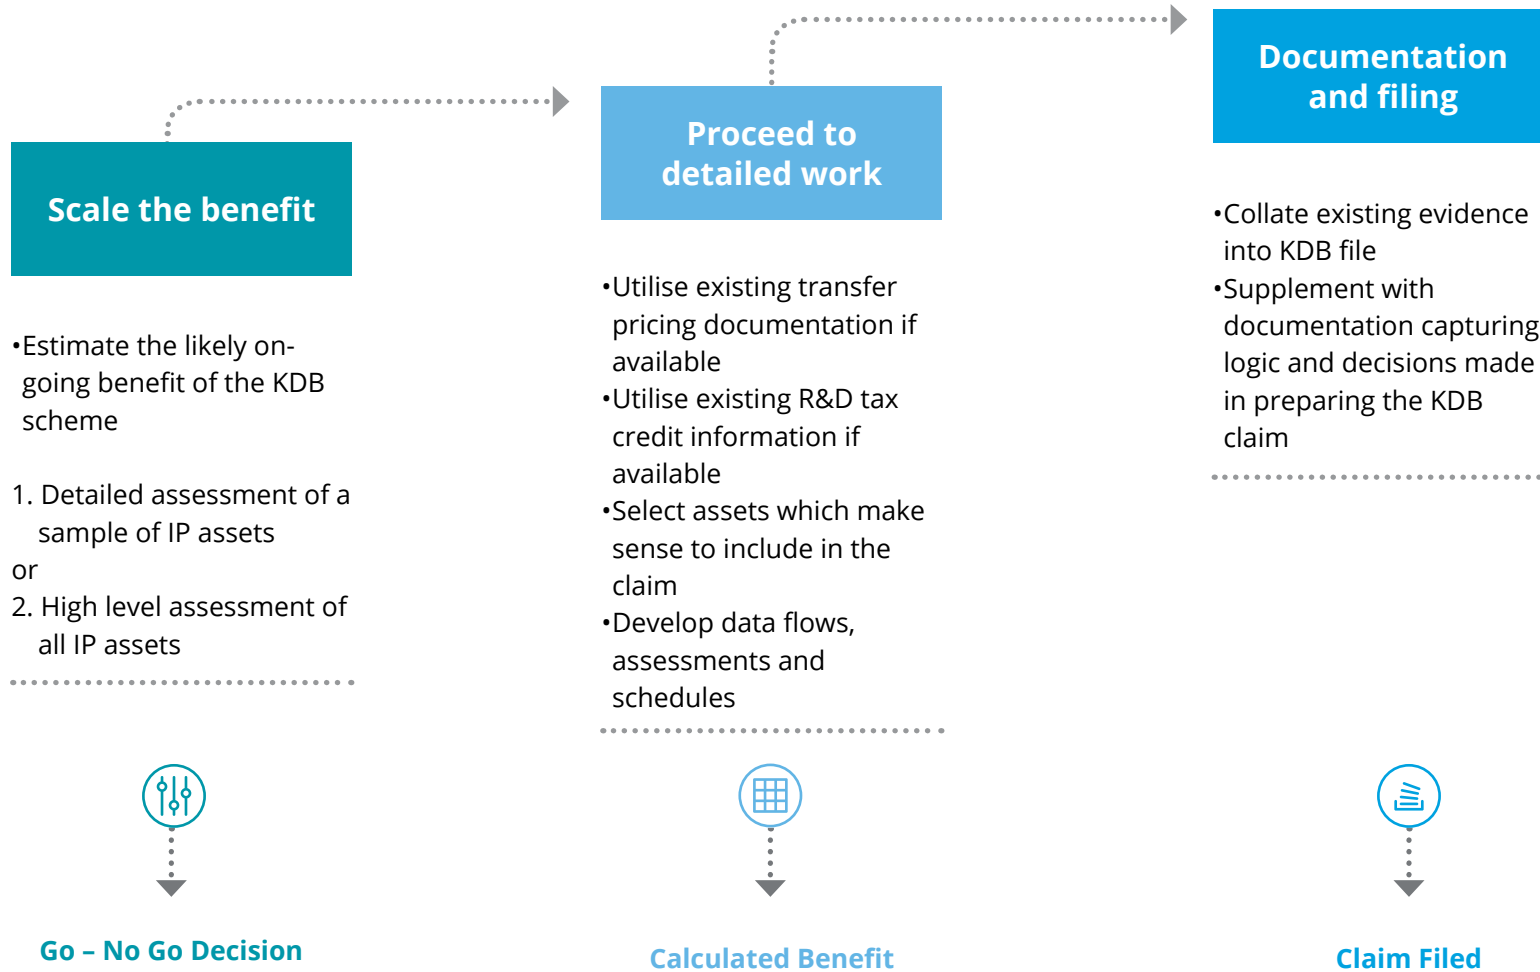 Scale the benefit
•Estimate the likely on-
going benefit of the KDB
scheme
1. Detailed assessment of a
sample of IP assets
or
2. High level assessment of
all IP assets
Go – No Go Decision
Proceed to
detailed work
•Utilise existing transfer
pricing documentation if
available
•Utilise existing R&D tax
credit information if
available
•Select assets which make
sense to include in the
claim
•Develop data flows,
assessments and
schedules
Calculated Benefit
Documentation
and filing
•Collate existing evidence
into KDB file
•Supplement with
documentation capturing
logic and decisions made
in preparing the KDB
claim
Claim Filed